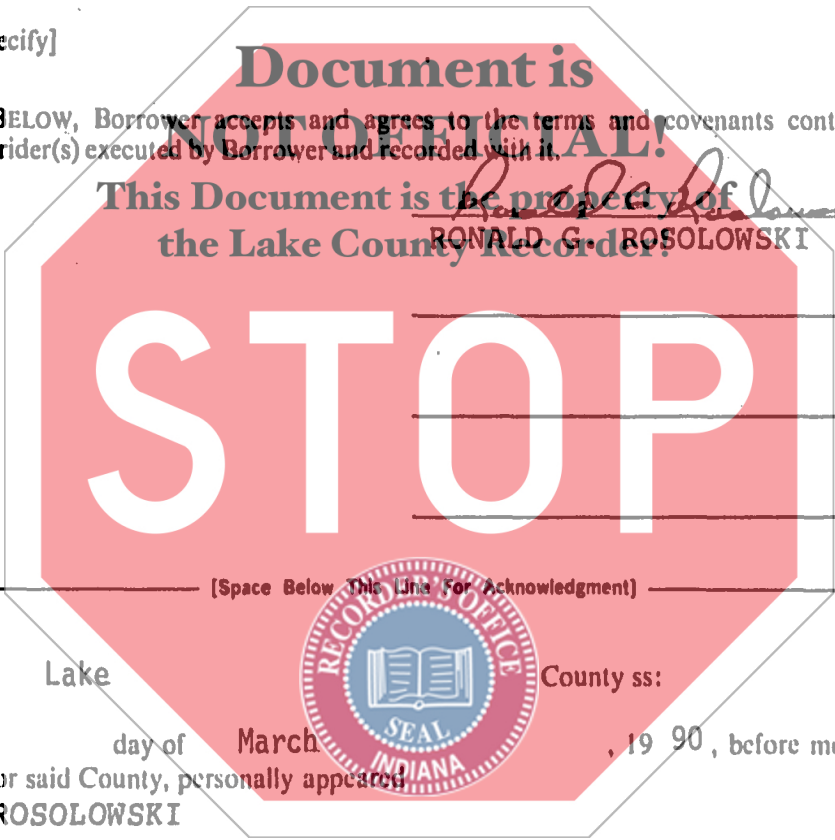 ecify]
Document is
BELOW, Borrower accepts and agrees to the terms and covenants cont
NOT OFFICIAL!
rider(s) executed by Borrower and recorded with it.
This Document is the property of
the Lake County Recorder!
RONALD G. ROSOLOWSKI
STOP
[Space Below This Line For Acknowledgment]
RECORDER'S OFFICE
SEAL
INDIANA
Lake County ss:
day of March , 19 90, before me
or said County, personally appeared
ROSOLOWSKI